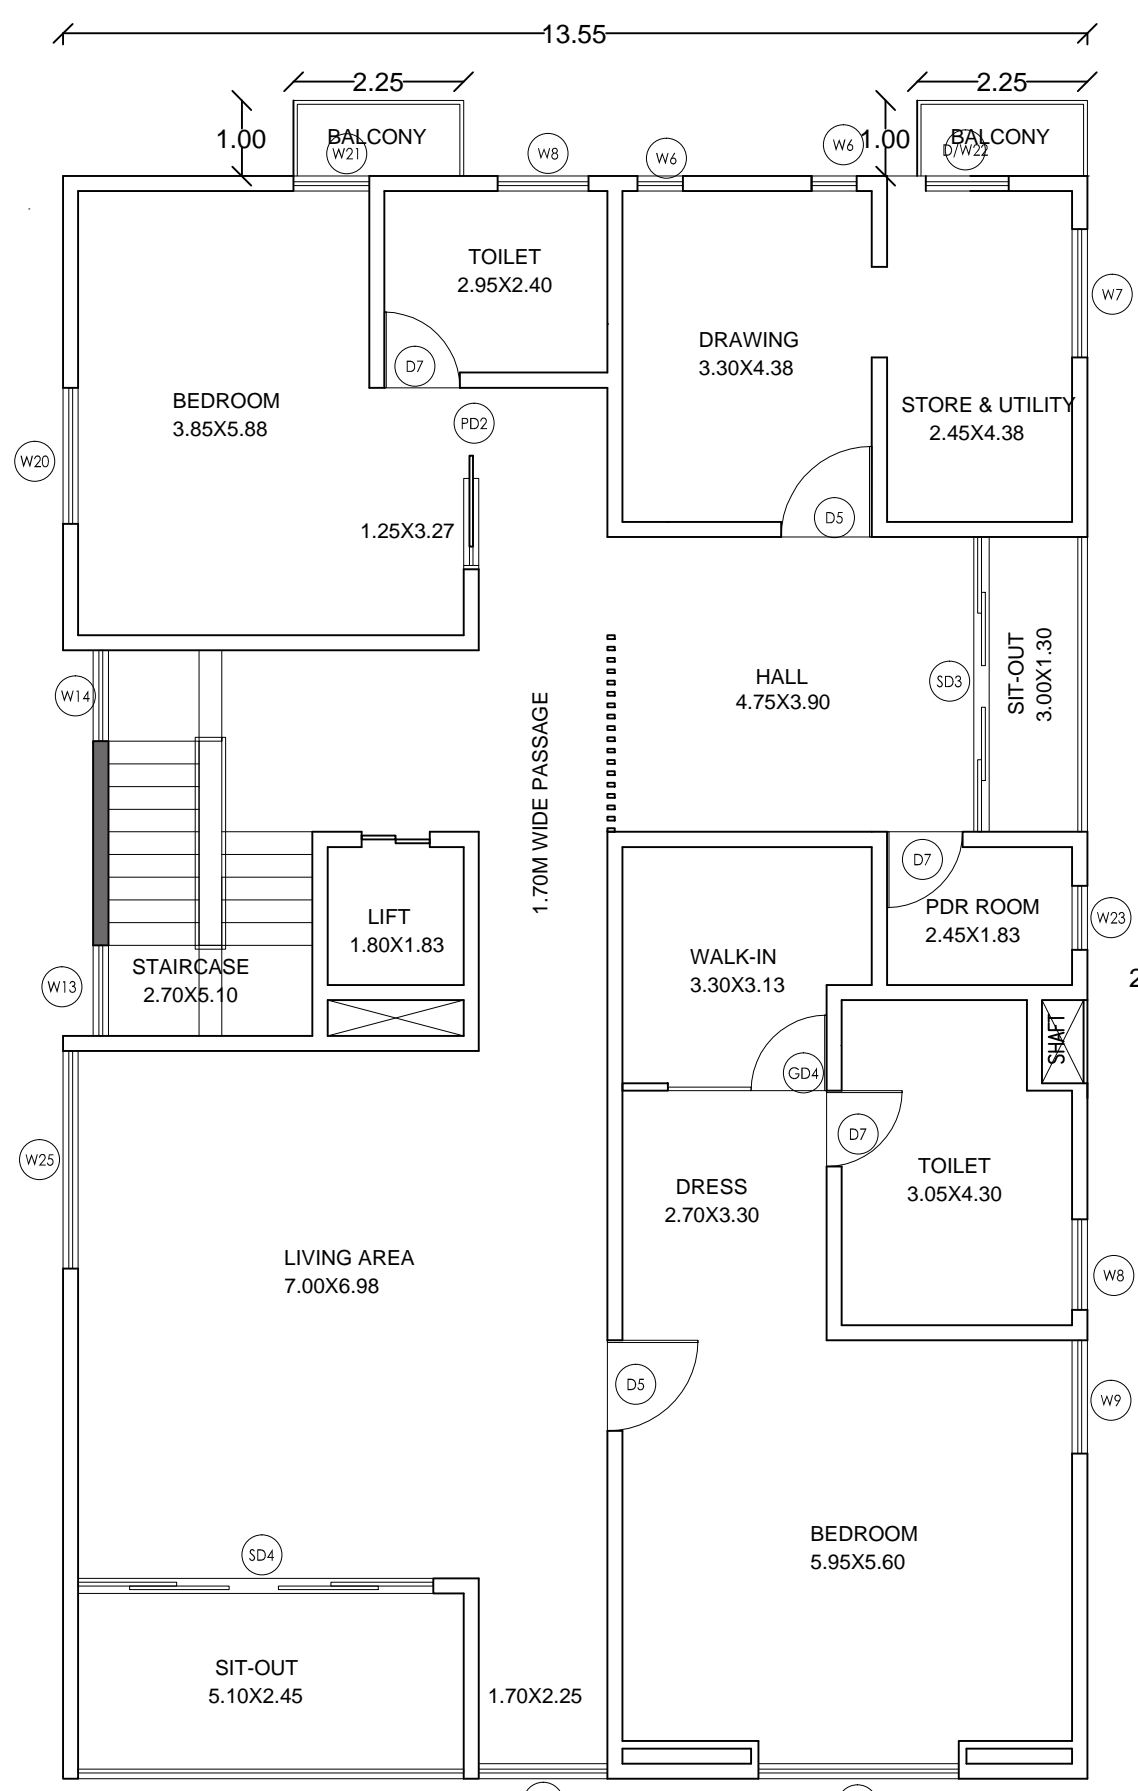 13.55
2.25
2.25
1.00
BALCONY
W21
W8
W6
W6
1.00
BALCONY
D/W22
TOILET
2.95X2.40
W7
DRAWING
3.30X4.38
D7
BEDROOM
3.85X5.88
STORE & UTILITY
2.45X4.38
PD2
W20
1.25X3.27
D5
SIT-OUT
3.00X1.30
HALL
4.75X3.90
SD3
W14
1.70M WIDE PASSAGE
D7
LIFT
1.80X1.83
PDR ROOM
2.45X1.83
W23
WALK-IN
3.30X3.13
STAIRCASE
2.70X5.10
W13
2
SHAFT
GD4
D7
W25
TOILET
3.05X4.30
DRESS
2.70X3.30
LIVING AREA
7.00X6.98
W8
D5
W9
BEDROOM
5.95X5.60
SD4
SIT-OUT
5.10X2.45
1.70X2.25